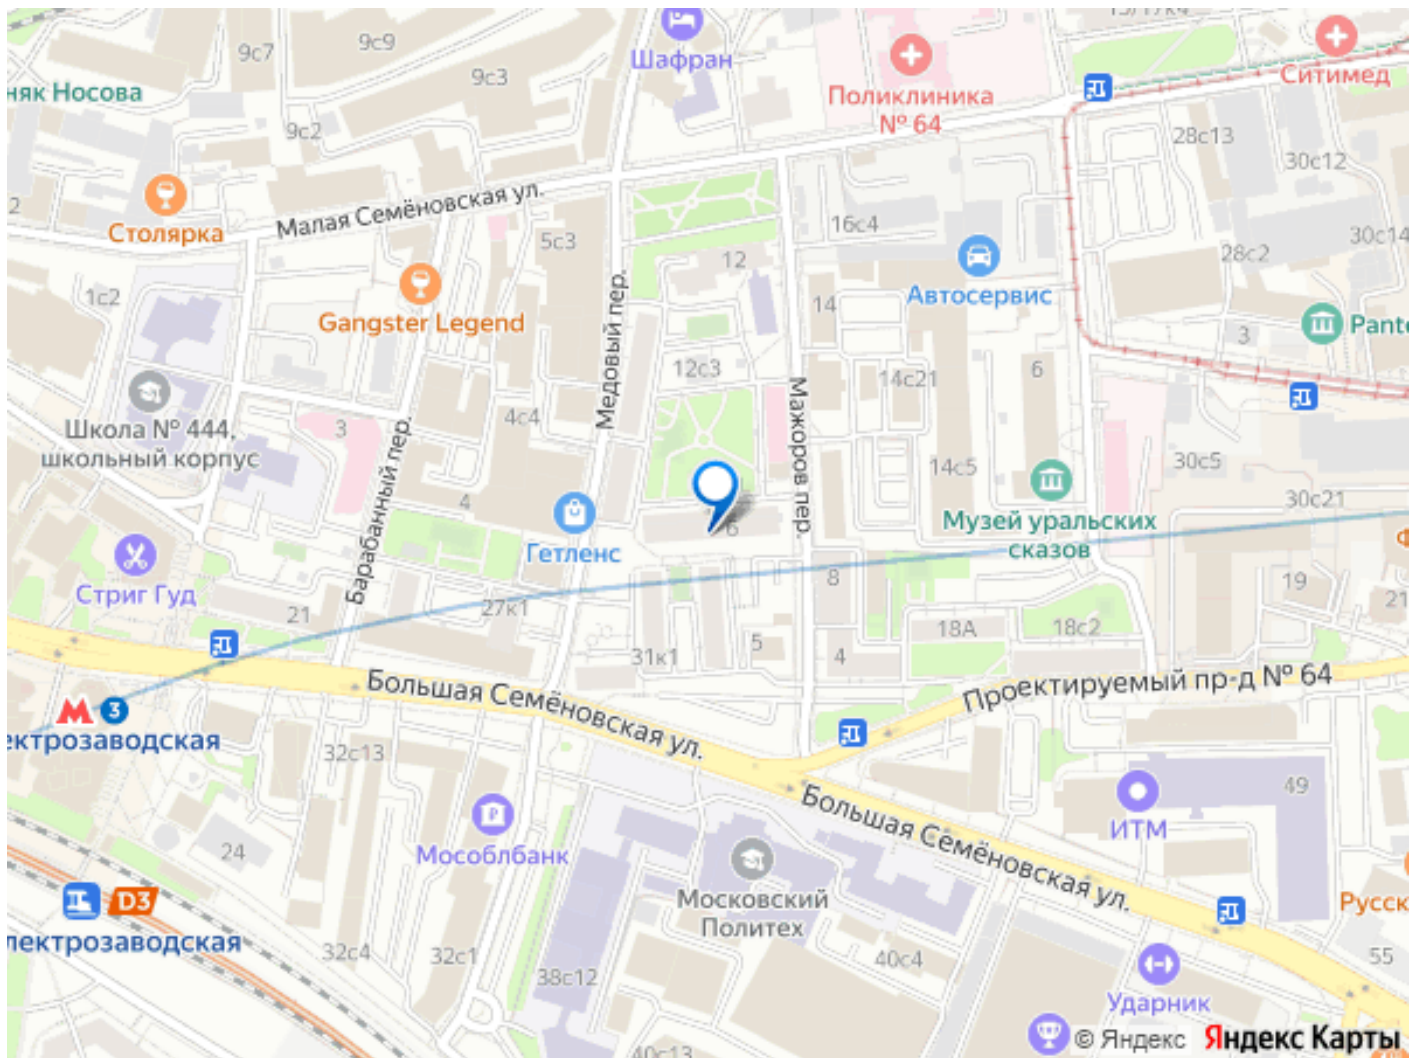 9с7
9с9
9с3
Шафран
Поликлиника
№ 64
Ситимед
няк Носова
9с2
28с13
30с12
2
Столярка
Малая Семёновская ул.
5с3
12
16с4
28с2
30с14
1с2
Gangster Legend
Медовый пер.
14
Автосервис
3
Panto
12с3
14с21
6
Школа № 444,
школьный корпус
3
Барабанный пер.
4с4
Мажоров пер.
14с5
30с5
30с21
4
Гетленс
6
Музей уральских
сказов
Стриг Гуд
21
27к1
8
19
21
31к1
5
4
18А
18с2
Большая Семёновская ул.
Проектируемый пр-д № 64
3
ектрозаводская
32с13
49
ИТМ
Мособлбанк
24
Большая Семёновская ул.
Московский
Политех
D3
лектрозаводская
32с4
32с1
38с12
40с4
Русск
55
Ударник
40с13
© Яндекс Яндекс Карты